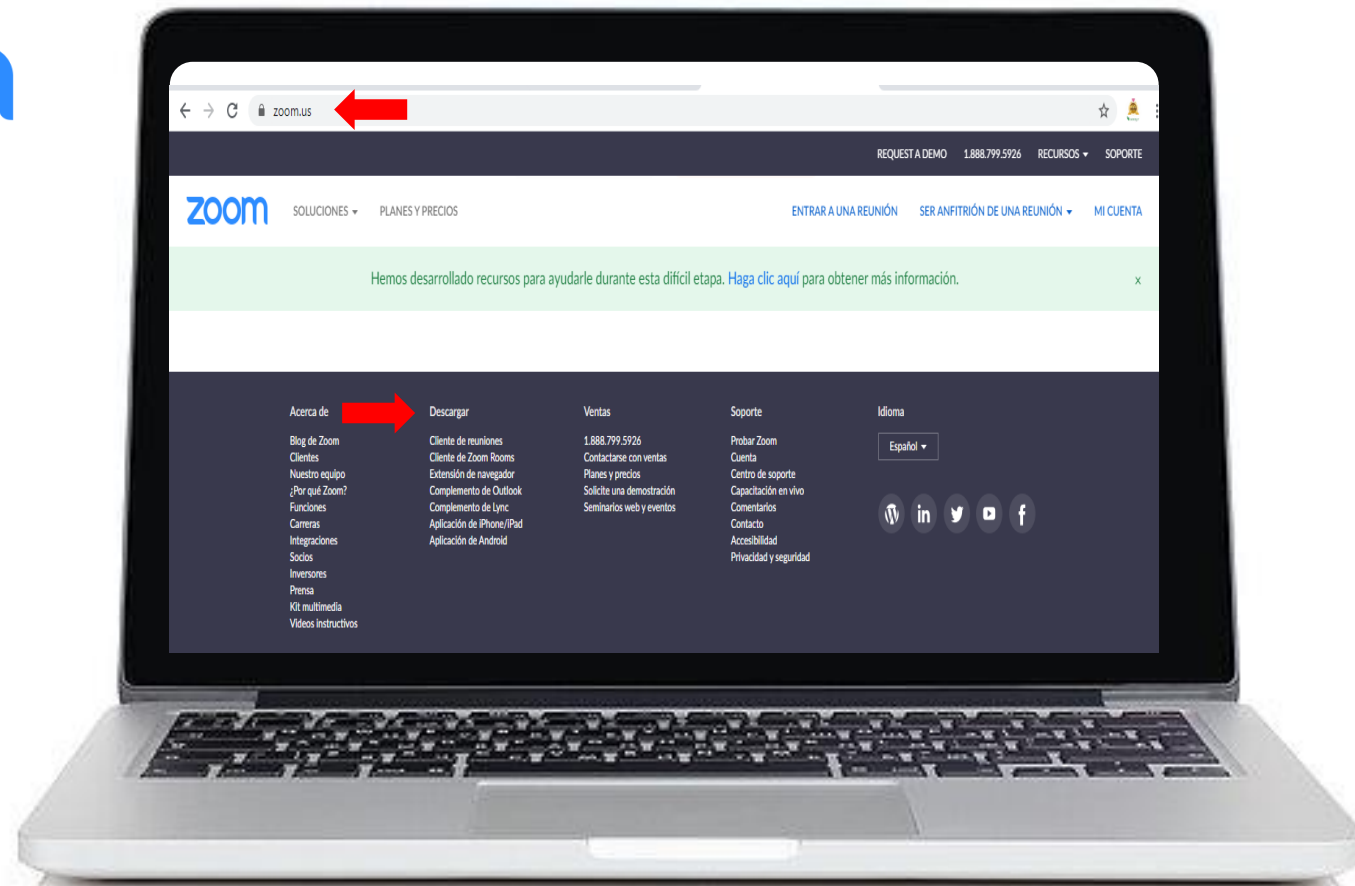 zoom.us
REQUEST A DEMO 1.888.799.5926 RECURSOS SOPORTE
zoom SOLUCIONES PLANES Y PRECIOS ENTRAR A UNA REUNIÓN SER ANFITRIÓN DE UNA REUNIÓN MI CUENTA
Hemos desarrollado recursos para ayudarle durante esta difícil etapa. Haga clic aquí para obtener más información. x
Acerca de
Blog de Zoom
Clientes
Nuestro equipo
¿Por qué Zoom?
Funciones
Carreras
Integraciones
Socios
Inversores
Prensa
Kit multimedia
Videos instructivos
Descargar
Cliente de reuniones
Cliente de Zoom Rooms
Extensión de navegador
Complemento de Outlook
Complemento de Lync
Aplicación de iPhone/iPad
Aplicación de Android
Ventas
1.888.799.5926
Contactarse con ventas
Planes y precios
Solicite una demostración
Seminarios web y eventos
Soporte
Probar Zoom
Cuenta
Centro de soporte
Capacitación en vivo
Comentarios
Contacto
Accesibilidad
Privacidad y seguridad
Idioma
Español
in
f